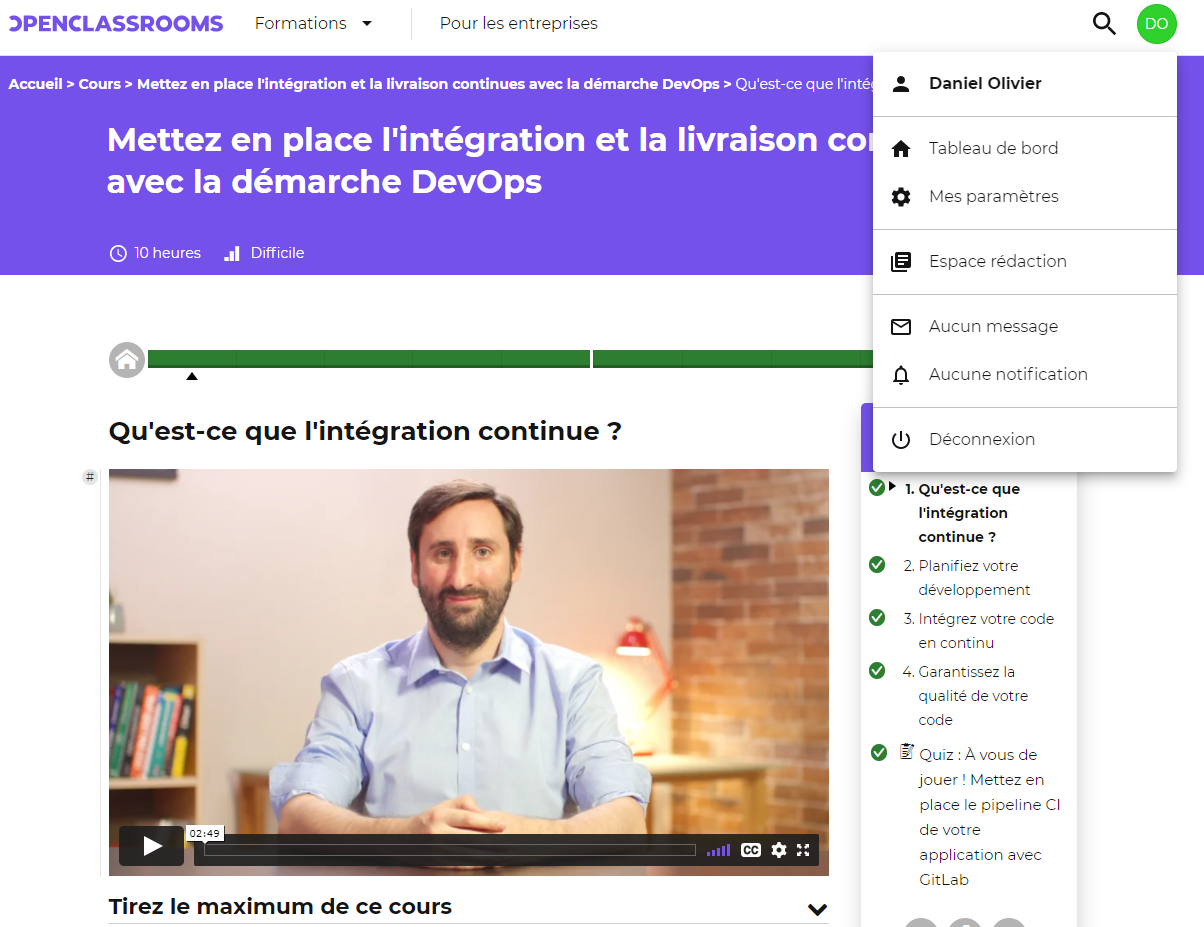 OPENCLASSROOMS
Formations
Pour les entreprises
DO
Accueil > Cours > Mettez en place l'intégration et la livraison continues avec la démarche DevOps > Qu'est-ce que l'inté
Mettez en place l'intégration et la livraison co
avec la démarche DevOps
10 heures
Difficile
Daniel Olivier
Tableau de bord
Mes paramètres
Espace rédaction
Aucun message
Aucune notification
Déconnexion
Qu'est-ce que l'intégration continue ?
#
02:49
CC
Tirez le maximum de ce cours
1. Qu'est-ce que
l'intégration
continue ?
2. Planifiez votre
développement
3. Intégrez votre code
en continu
4. Garantissez la
qualité de votre
code
Quiz : À vous de
jouer ! Mettez en
place le pipeline CI
de votre
application avec
GitLab